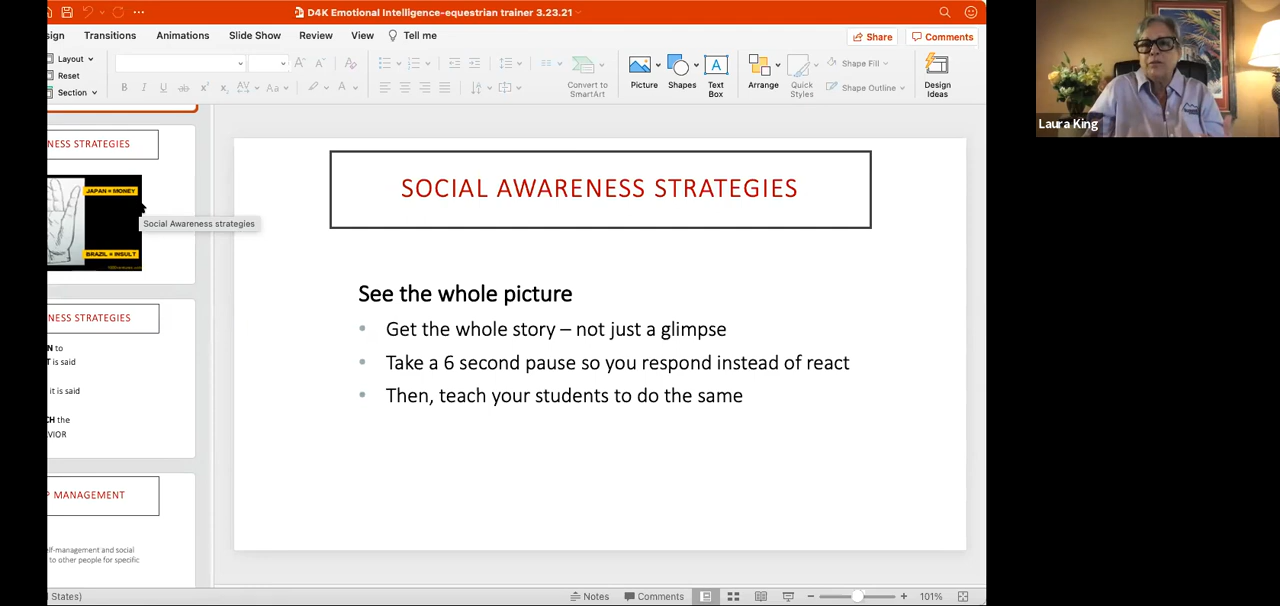 D4K Emotional Intelligence-equestrian trainer 3.23.21
sign Transitions Animations Slide Show Review View Tell me
Share Comments
Layout
Reset
Section
Convert to
SmartArt
Picture
Shapes
Text
Box
Arrange
Quick
Styles
Shape Fill
Shape Outline
Design
Ideas
NESS STRATEGIES
JAPAN = MONEY
BRAZIL = INSULT
Social Awareness strategies
NESS STRATEGIES
N to
T is said
it is said
CH the
VIOR
P MANAGEMENT
elf-management and social
to other people for specific
SOCIAL AWARENESS STRATEGIES
See the whole picture
• Get the whole story – not just a glimpse
• Take a 6 second pause so you respond instead of react
• Then, teach your students to do the same
States)
Notes Comments 101%
Laura King